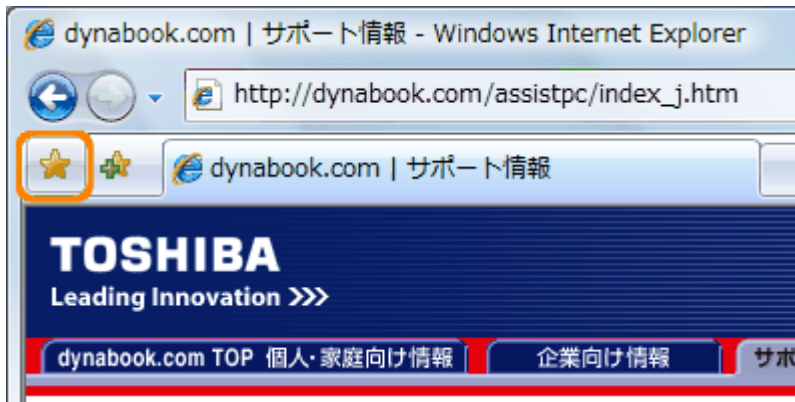 dynabook.com | サポート情報 - Windows Internet Explorer
http://dynabook.com/assistpc/index_j.htm
dynabook.com | サポート情報
TOSHIBA
Leading Innovation >>>
dynabook.com TOP 個人・家庭向け情報 企業向け情報 サポ